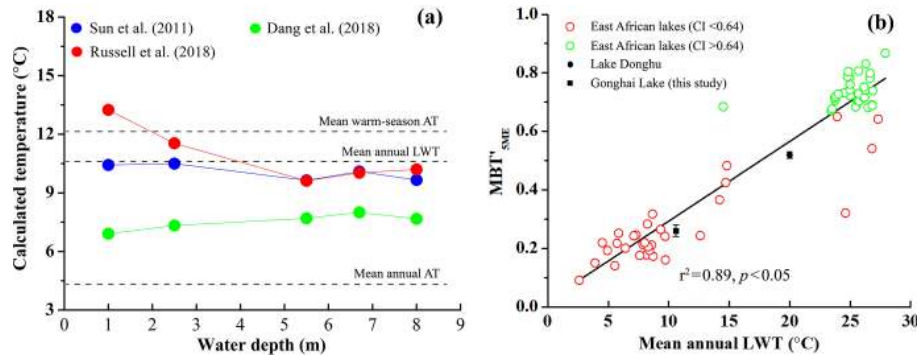 (a)
Sun et al. (2011)
Dang et al. (2018)
Russell et al. (2018)
Mean warm-season AT
Mean annual LWT
Mean annual AT
Calculated temperature (°C)
18
15
12
9
6
3
0 1 2 3 4 5 6 7 8 9
Water depth (m)
(b)
East African lakes (CI <0.64)
East African lakes (CI >0.64)
Lake Donghu
Gonghai Lake (this study)
MBT'5ME
1.0
0.8
0.6
0.4
0.2
0.0
r²=0.89, p<0.05
0 5 10 15 20 25 30
Mean annual LWT (°C)